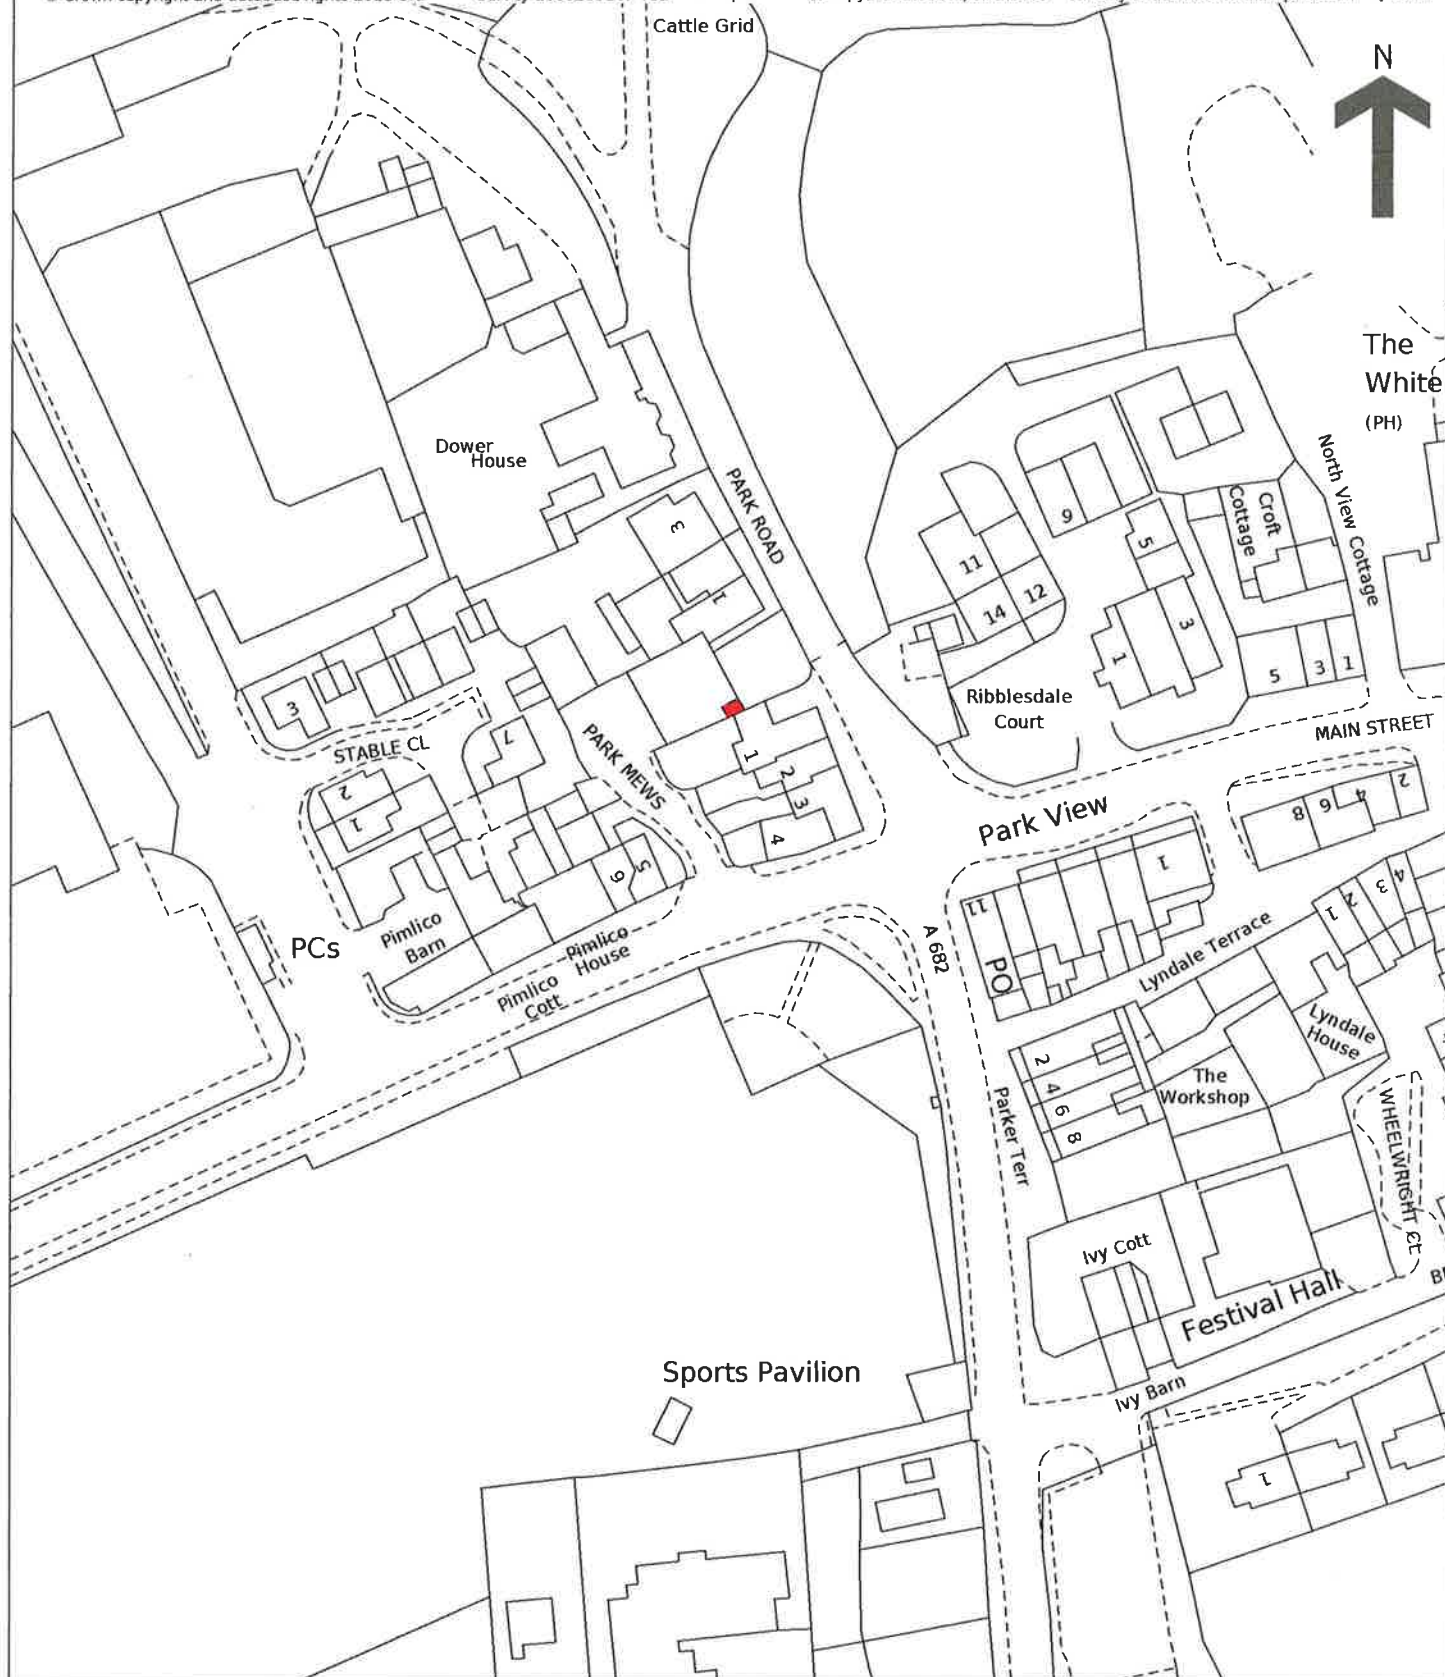 Cattle Grid
N
The
White
(PH)
Dower
House
PARK ROAD
North View Cottage
Croft
Cottage
9
5
3
11
12
14
1
3
1
5
3
1
Ribblesdale
Court
MAIN STREET
3
STABLE CL
7
PARK MEWS
1
2
3
4
2
1
Park View
8
6
4
2
1
11
PO
6
5
Pimlico
Barn
PCs
Pimlico
House
Pimlico
Cott
A 682
Lyndale Terrace
1
2
3
4
Lyndale
House
The
Workshop
2
4
6
8
Parker Terr
WHEELWRIGHT Ct
Ivy Cott
Festival Hall
Sports Pavilion
Ivy Barn
1